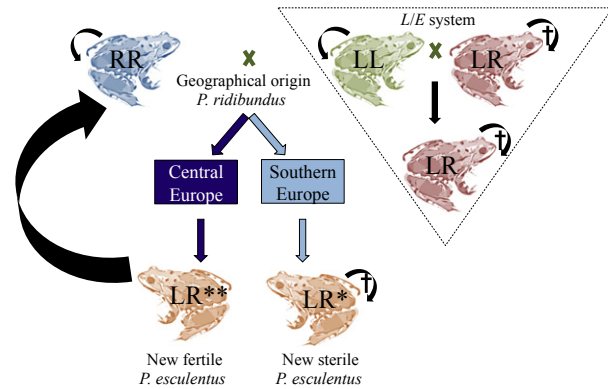 L/E system
RR
x
LL
x
LR
†
Geographical origin
P. ridibundus
LR
†
Central
Europe
Southern
Europe
LR**
LR*
†
New fertile
P. esculentus
New sterile
P. esculentus